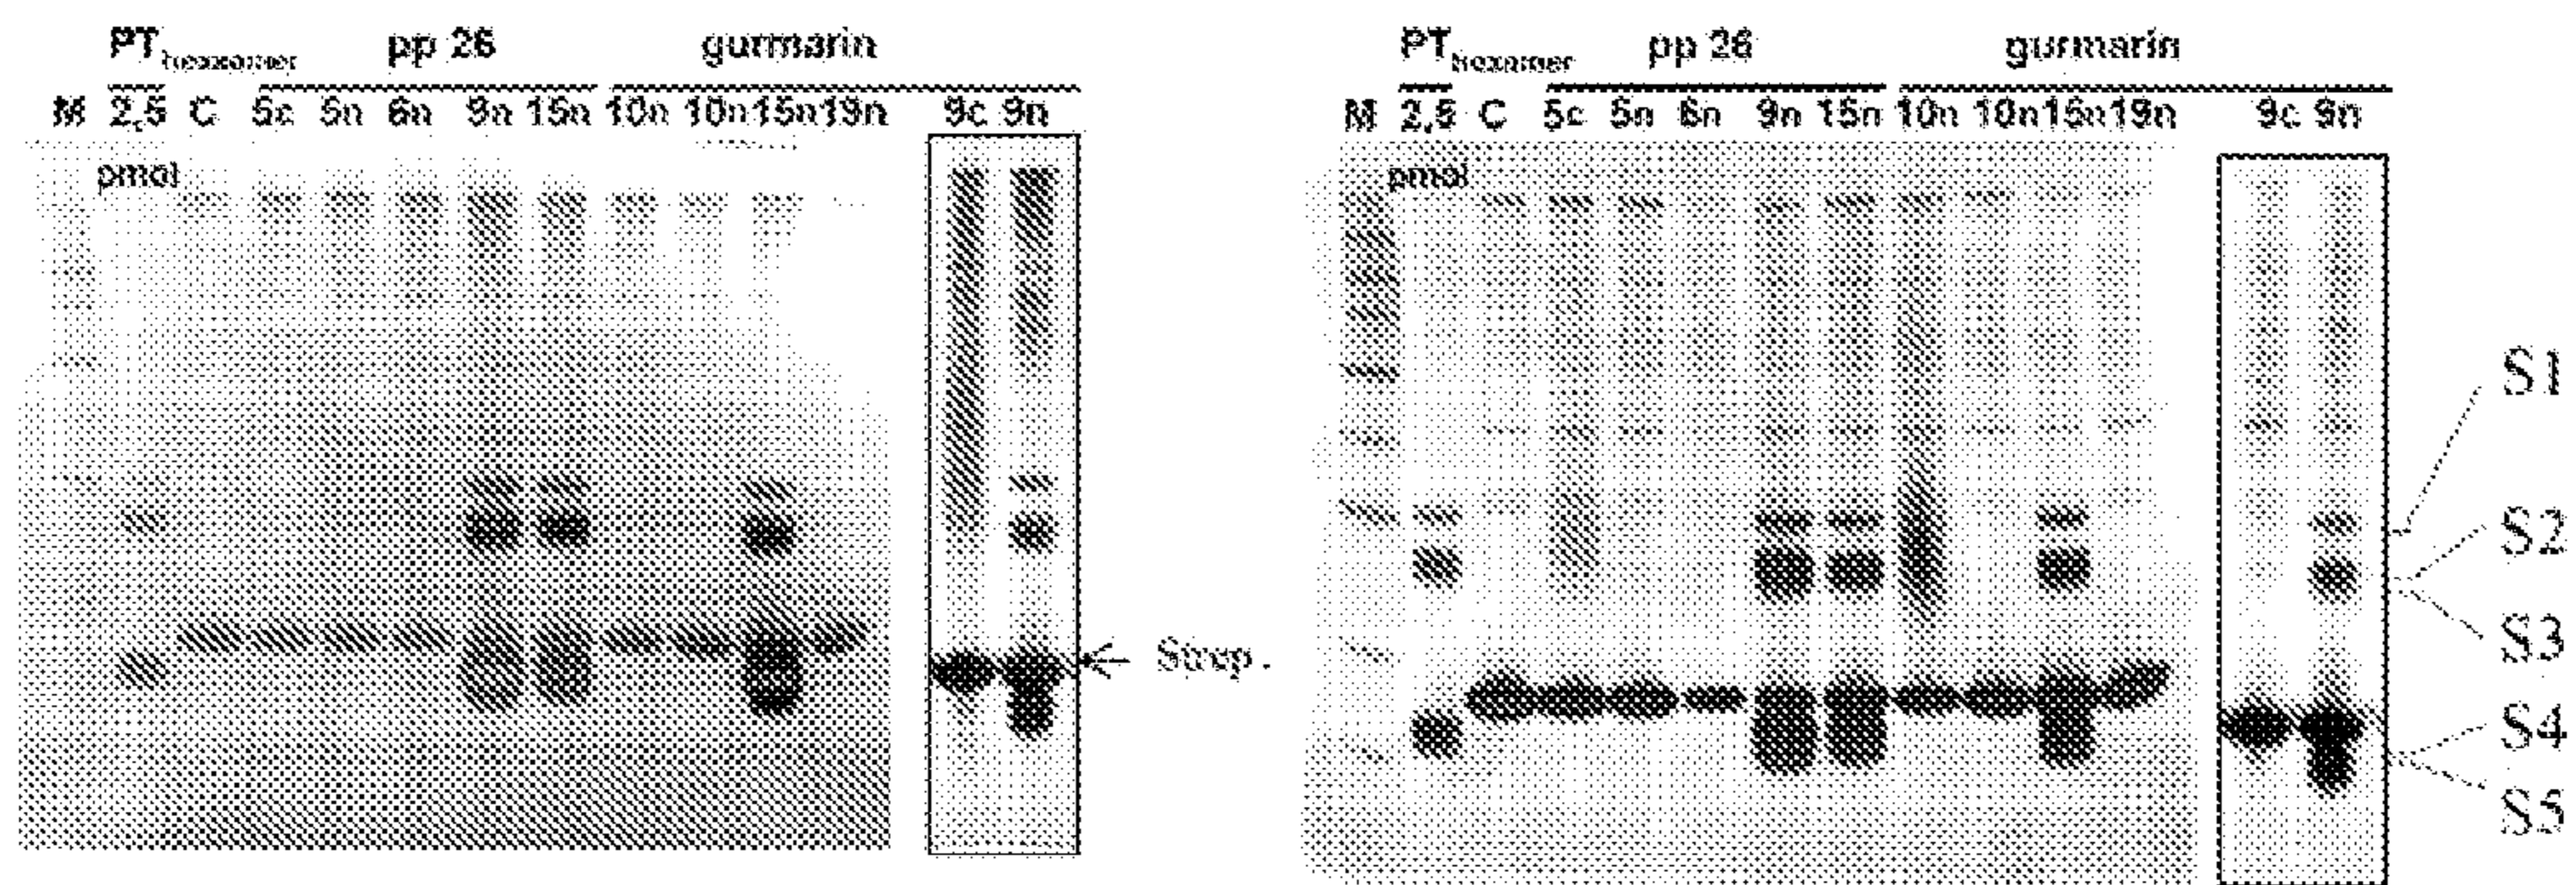 PT hexamer pp 26 gurmarin
M 2,5 C 5c 5n 6n 9n 15n 10n 10n 15n 19n 9c 9n
pmol
Strep.
PT hexamer pp 26 gurmarin
M 2,5 C 5c 5n 6n 9n 15n 10n 10n 15n 19n 9c 9n
pmol
S1
S2
S3
S4
S5